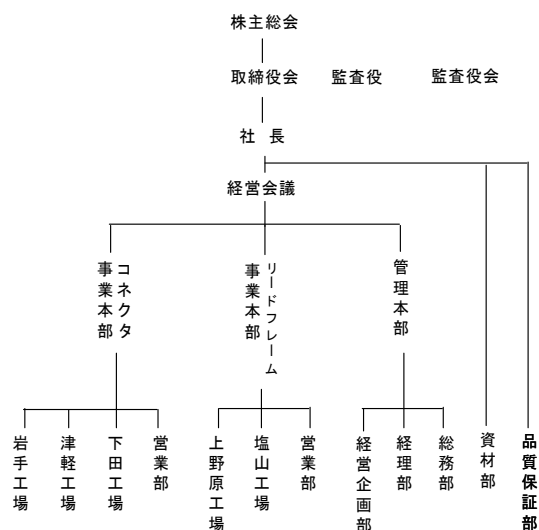 株主総会
取締役会
監査役
監査役会
社 長
経営会議
コネクタ
事業本部
リードフレーム
事業本部
管理本部
岩手工場
津軽工場
下田工場
営業部
上野原工場
塩山工場
営業部
経営企画部
経理部
総務部
資材部
品質保証部